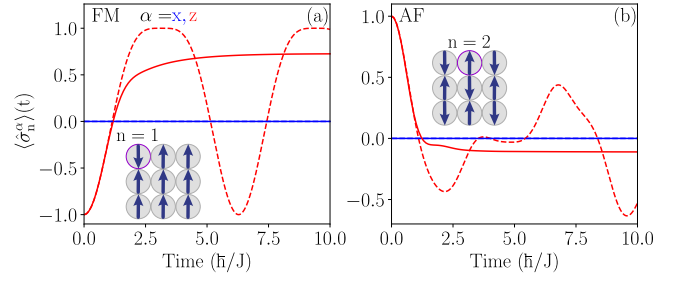 FM α = x, z (a)
1.0
0.5
0.0
−0.5
−1.0
⟨σ̂ₙᵅ⟩(t)
n = 1
0.0 2.5 5.0 7.5 10.0
Time (ħ/J)
AF (b)
1.0
0.5
0.0
−0.5
n = 2
0.0 2.5 5.0 7.5 10.0
Time (ħ/J)